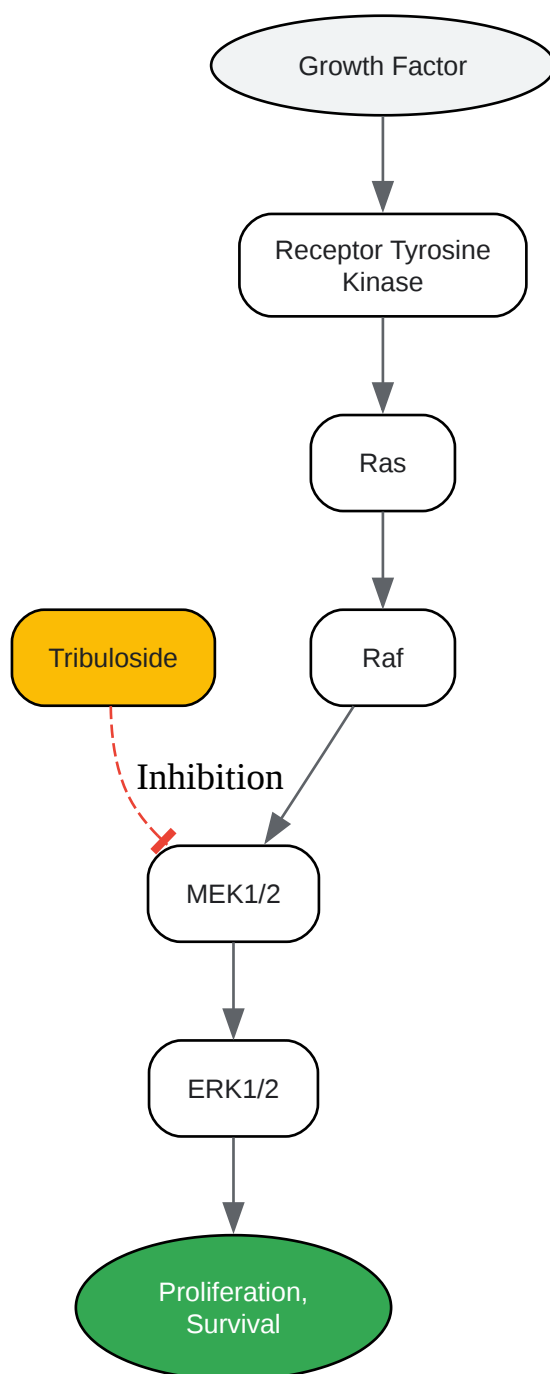 Growth Factor
Receptor Tyrosine
Kinase
Ras
Tribuloside
Raf
Inhibition
MEK1/2
ERK1/2
Proliferation,
Survival